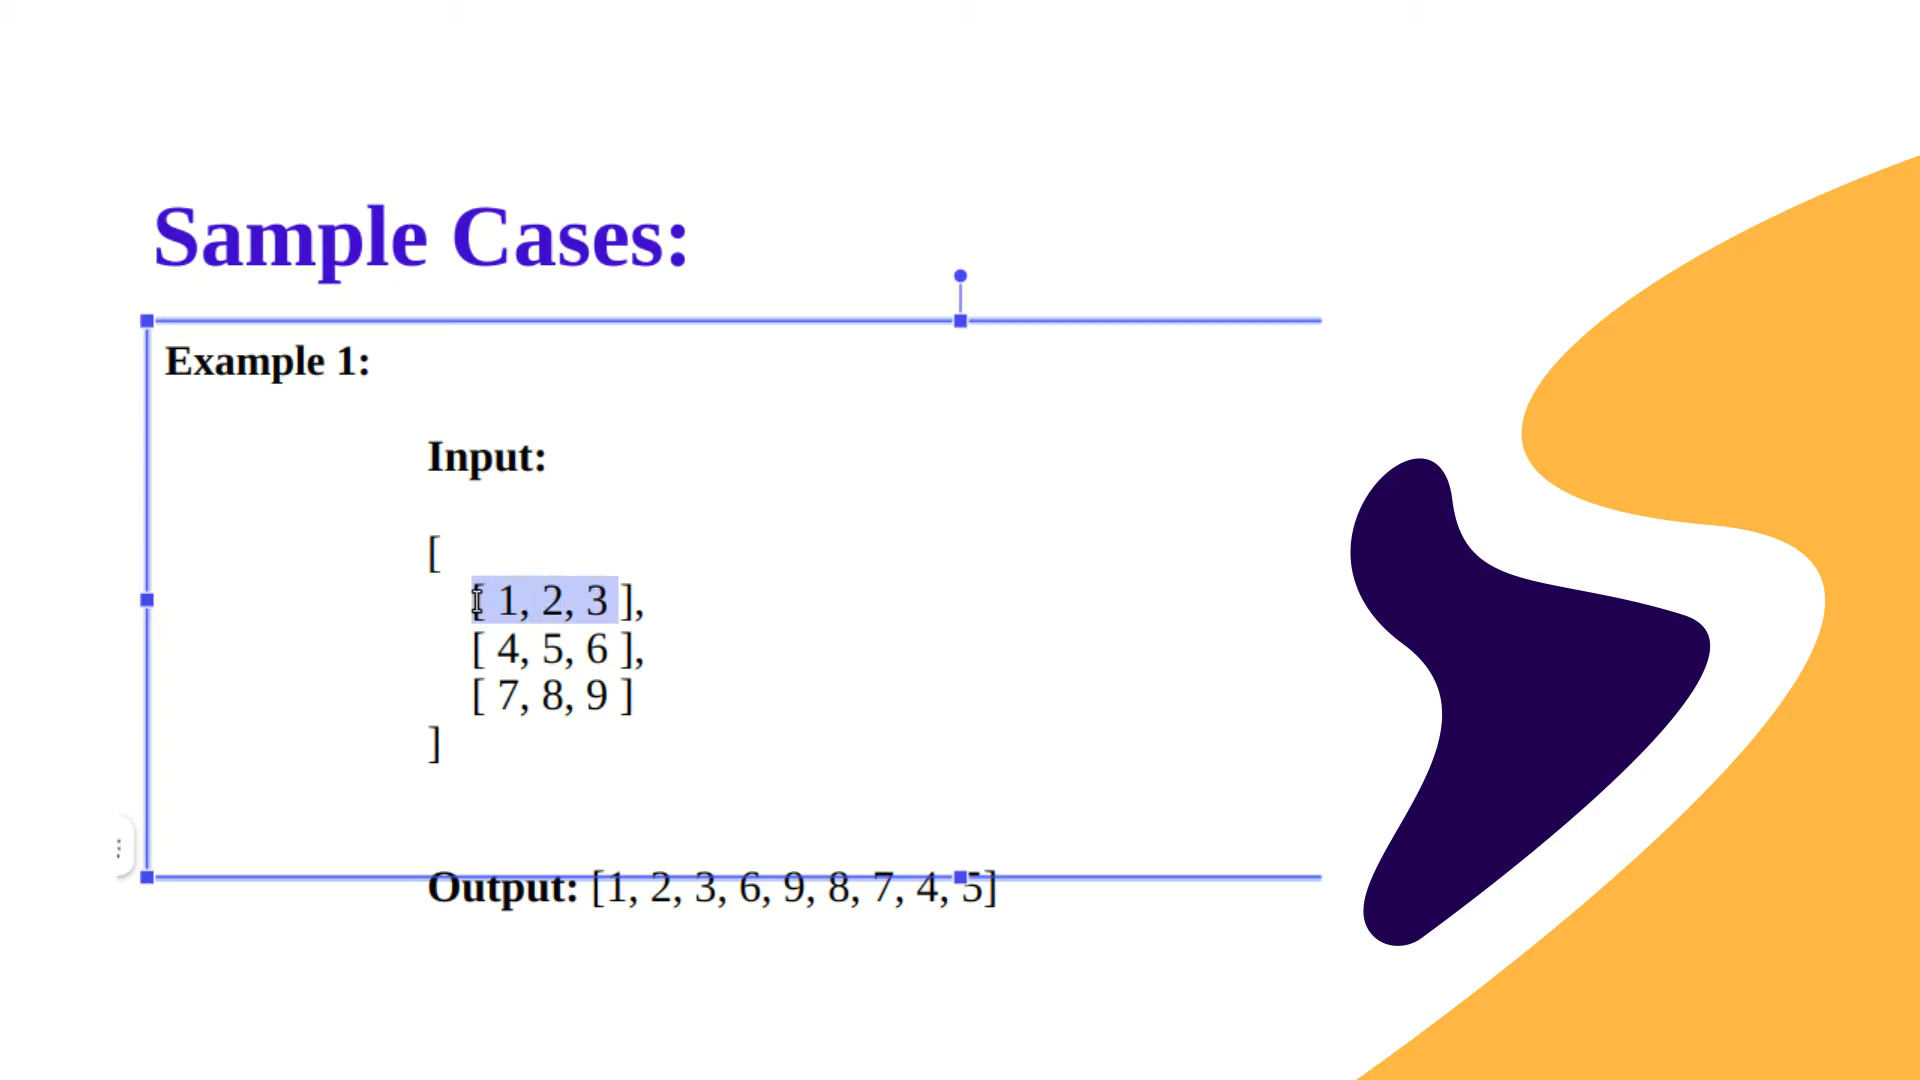 Sample Cases:
Example 1:
Input:
[
[ 1, 2, 3 ],
[ 4, 5, 6 ],
[ 7, 8, 9 ]
]
Output: [1, 2, 3, 6, 9, 8, 7, 4, 5]